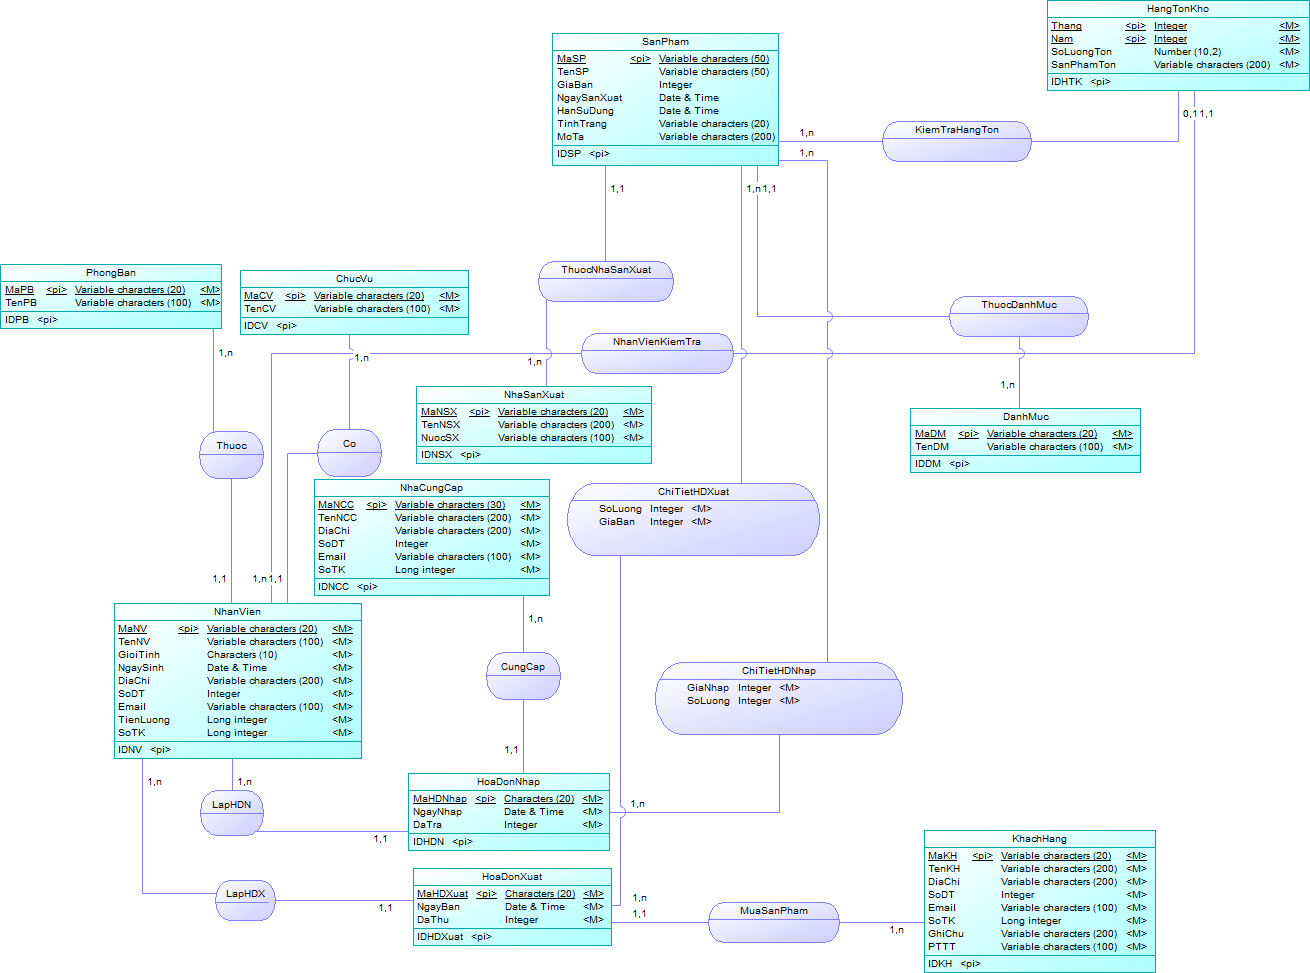 HangTonKho
Thang <pi> Integer <M>
Nam <pi> Integer <M>
SoLuongTon Number (10,2) <M>
SanPhamTon Variable characters (200) <M>
IDHTK <pi>
SanPham
MaSP <pi> Variable characters (50)
TenSP Variable characters (50)
GiaBan Integer
NgaySanXuat Date & Time
HanSuDung Date & Time
TinhTrang Variable characters (20)
MoTa Variable characters (200)
IDSP <pi>
1,n
KiemTraHangTon
0,1
1,1
1,n
1,1
1,n
1,1
ThuocNhaSanXuat
PhongBan
MaPB <pi> Variable characters (20) <M>
TenPB Variable characters (100) <M>
IDPB <pi>
ChucVu
MaCV <pi> Variable characters (20) <M>
TenCV Variable characters (100) <M>
IDCV <pi>
ThuocDanhMuc
1,n
1,n
1,n
NhanVienKiemTra
1,n
NhaSanXuat
MaNSX <pi> Variable characters (20) <M>
TenNSX Variable characters (200) <M>
NuocSX Variable characters (100) <M>
IDNSX <pi>
DanhMuc
MaDM <pi> Variable characters (20) <M>
TenDM Variable characters (100) <M>
IDDM <pi>
Thuoc
Co
NhaCungCap
MaNCC <pi> Variable characters (30) <M>
TenNCC Variable characters (200) <M>
DiaChi Variable characters (200) <M>
SoDT Integer <M>
Email Variable characters (100) <M>
SoTK Long integer <M>
IDNCC <pi>
ChiTietHDXuat
SoLuong Integer <M>
GiaBan Integer <M>
1,1
1,n
1,1
NhanVien
MaNV <pi> Variable characters (20) <M>
TenNV Variable characters (100) <M>
GioiTinh Characters (10) <M>
NgaySinh Date & Time <M>
DiaChi Variable characters (200) <M>
SoDT Integer <M>
Email Variable characters (100) <M>
TienLuong Long integer <M>
SoTK Long integer <M>
IDNV <pi>
1,n
CungCap
1,1
ChiTietHDNhap
GiaNhap Integer <M>
SoLuong Integer <M>
1,n
1,n
LapHDN
1,1
HoaDonNhap
MaHDNhap <pi> Characters (20) <M>
NgayNhap Date & Time <M>
DaTra Integer <M>
IDHDN <pi>
1,n
LapHDX
1,1
HoaDonXuat
MaHDXuat <pi> Characters (20) <M>
NgayBan Date & Time <M>
DaThu Integer <M>
IDHDXuat <pi>
1,n
1,1
MuaSanPham
1,n
KhachHang
MaKH <pi> Variable characters (20) <M>
TenKH Variable characters (200) <M>
DiaChi Variable characters (200) <M>
SoDT Integer <M>
Email Variable characters (100) <M>
SoTK Long integer <M>
GhiChu Variable characters (200) <M>
PTTT Variable characters (100) <M>
IDKH <pi>